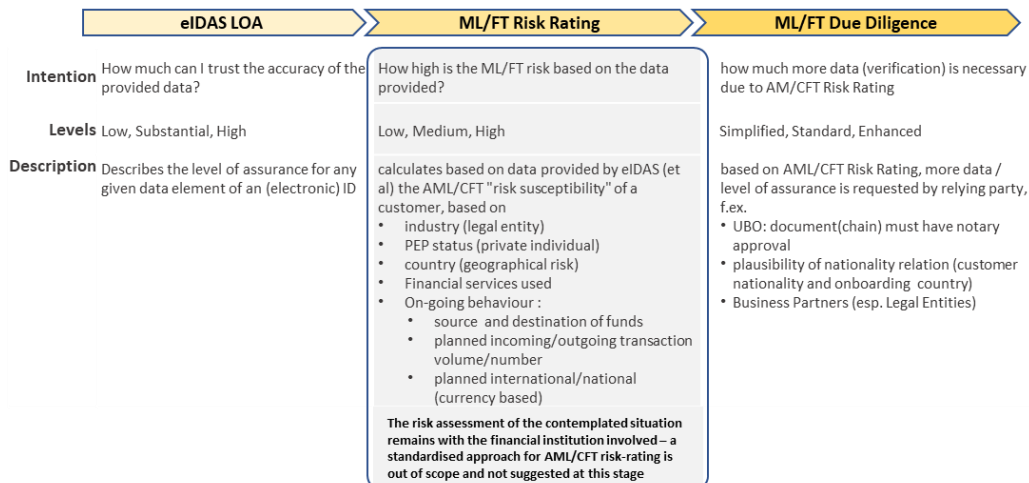 eIDAS LOA
ML/FT Risk Rating
ML/FT Due Diligence
Intention
How much can I trust the accuracy of the
provided data?
How high is the ML/FT risk based on the data
provided?
how much more data (verification) is necessary
due to AM/CFT Risk Rating
Levels
Low, Substantial, High
Low, Medium, High
Simplified, Standard, Enhanced
Description
Describes the level of assurance for any
given data element of an (electronic) ID
calculates based on data provided by eIDAS (et
al) the AML/CFT "risk susceptibility" of a
customer, based on
• industry (legal entity)
• PEP status (private individual)
• country (geographical risk)
• Financial services used
• On-going behaviour :
• source and destination of funds
• planned incoming/outgoing transaction
volume/number
• planned international/national
(currency based)
The risk assessment of the contemplated situation
remains with the financial institution involved – a
standardised approach for AML/CFT risk-rating is
out of scope and not suggested at this stage
based on AML/CFT Risk Rating, more data /
level of assurance is requested by relying party,
f.ex.
• UBO: document(chain) must have notary
approval
• plausibility of nationality relation (customer
nationality and onboarding country)
• Business Partners (esp. Legal Entities)